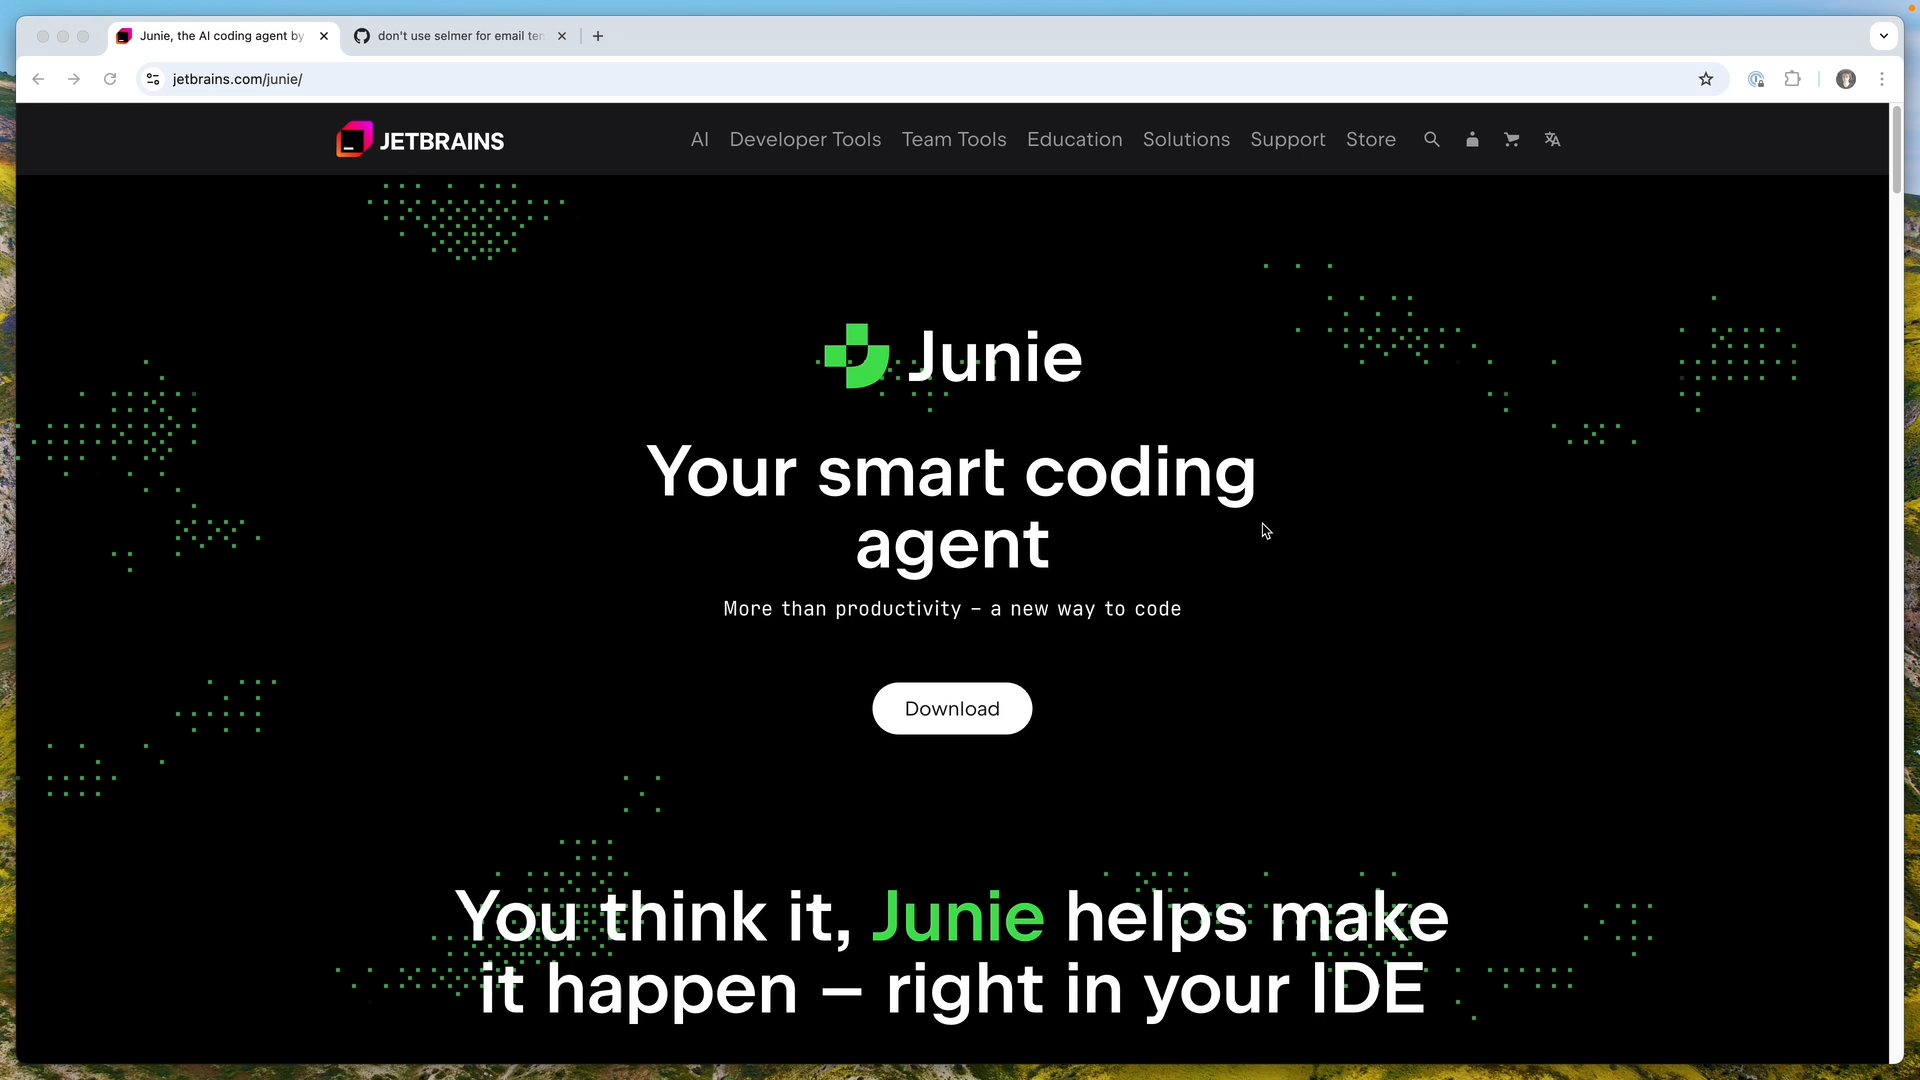 Junie, the AI coding agent by
don't use selmer for email ten
jetbrains.com/junie/
JETBRAINS
AI Developer Tools Team Tools Education Solutions Support Store
Junie
Your smart coding
agent
More than productivity – a new way to code
Download
You think it, Junie helps make
it happen – right in your IDE